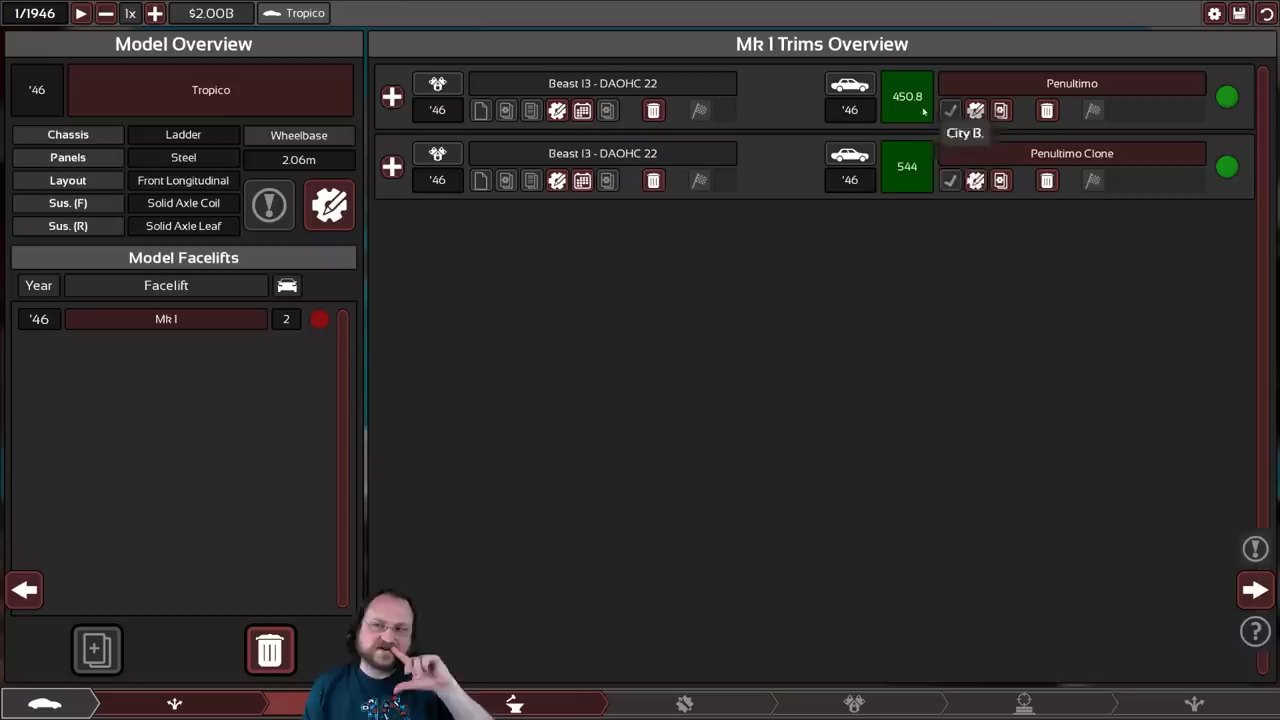 1/1946 1x $2.00B Tropico
Model Overview
'46 Tropico
Chassis Ladder Wheelbase
Panels Steel 2.06m
Layout Front Longitudinal
Sus. (F) Solid Axle Coil
Sus. (R) Solid Axle Leaf
Model Facelifts
Year Facelift
'46 Mk 1 2
Mk 1 Trims Overview
Beast I3 - DAOHC 22 450.8 Penultimo
'46 '46
City B.
Beast I3 - DAOHC 22 544 Penultimo Clone
'46 '46